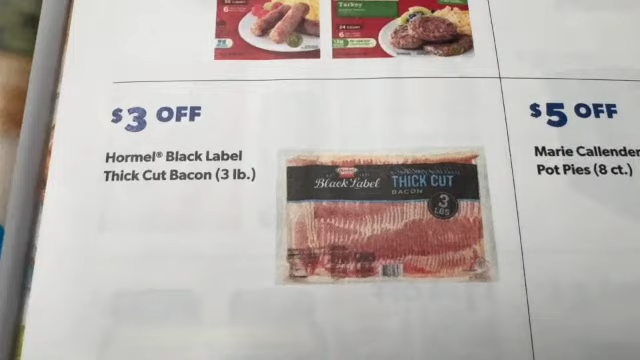 Turkey
$3 OFF
Hormel® Black Label
Thick Cut Bacon (3 lb.)
Black Label
THICK CUT
BACON
3
LBS
$5 OFF
Marie Callender
Pot Pies (8 ct.)